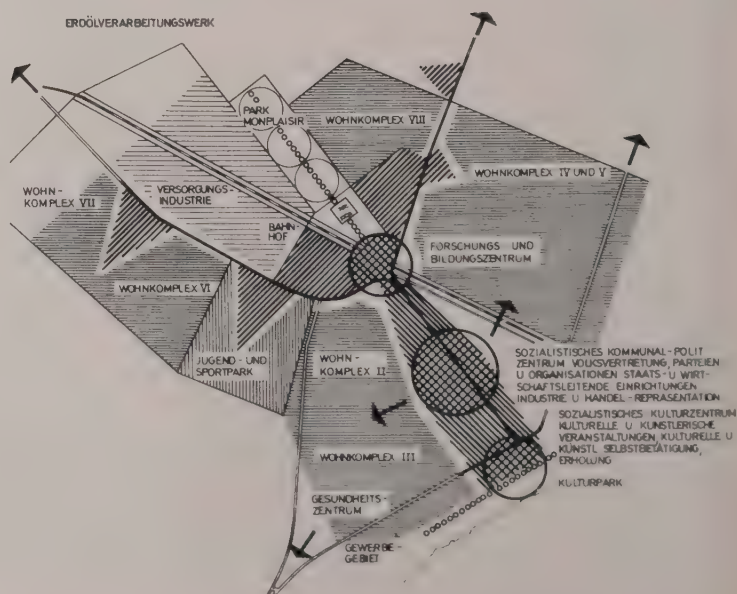 ERDÖLVERARBEITUNGSWERK
PARK
MONPLAISIR
WOHNKOMPLEX VIII
WOHNKOMPLEX IV UND V
WOHN-
KOMPLEX VII
VERSORGUNGS-
INDUSTRIE
BAHN-
HOF
FORSCHUNGS UND
BILDUNGSZENTRUM
WOHNKOMPLEX VI
JUGEND- UND
SPORTPARK
WOHN-
KOMPLEX II
SOZIALISTISCHES KOMMUNAL-POLIT
ZENTRUM VOLKSVERTRETUNG, PARTEIEN
U ORGANISATIONEN STAATS- U WIRT-
SCHAFTSLEITENDE EINRICHTUNGEN
INDUSTRIE U HANDEL-REPRÄSENTATION
SOZIALISTISCHES KULTURZENTRUM
KULTURELLE U KÜNSTLERISCHE
VERANSTALTUNGEN, KULTURELLE U
KÜNSTL SELBSTBETÄTIGUNG,
ERHOLUNG
WOHNKOMPLEX III
KULTURPARK
GESUNDHEITS-
ZENTRUM
GEWERBE-
GEBIET